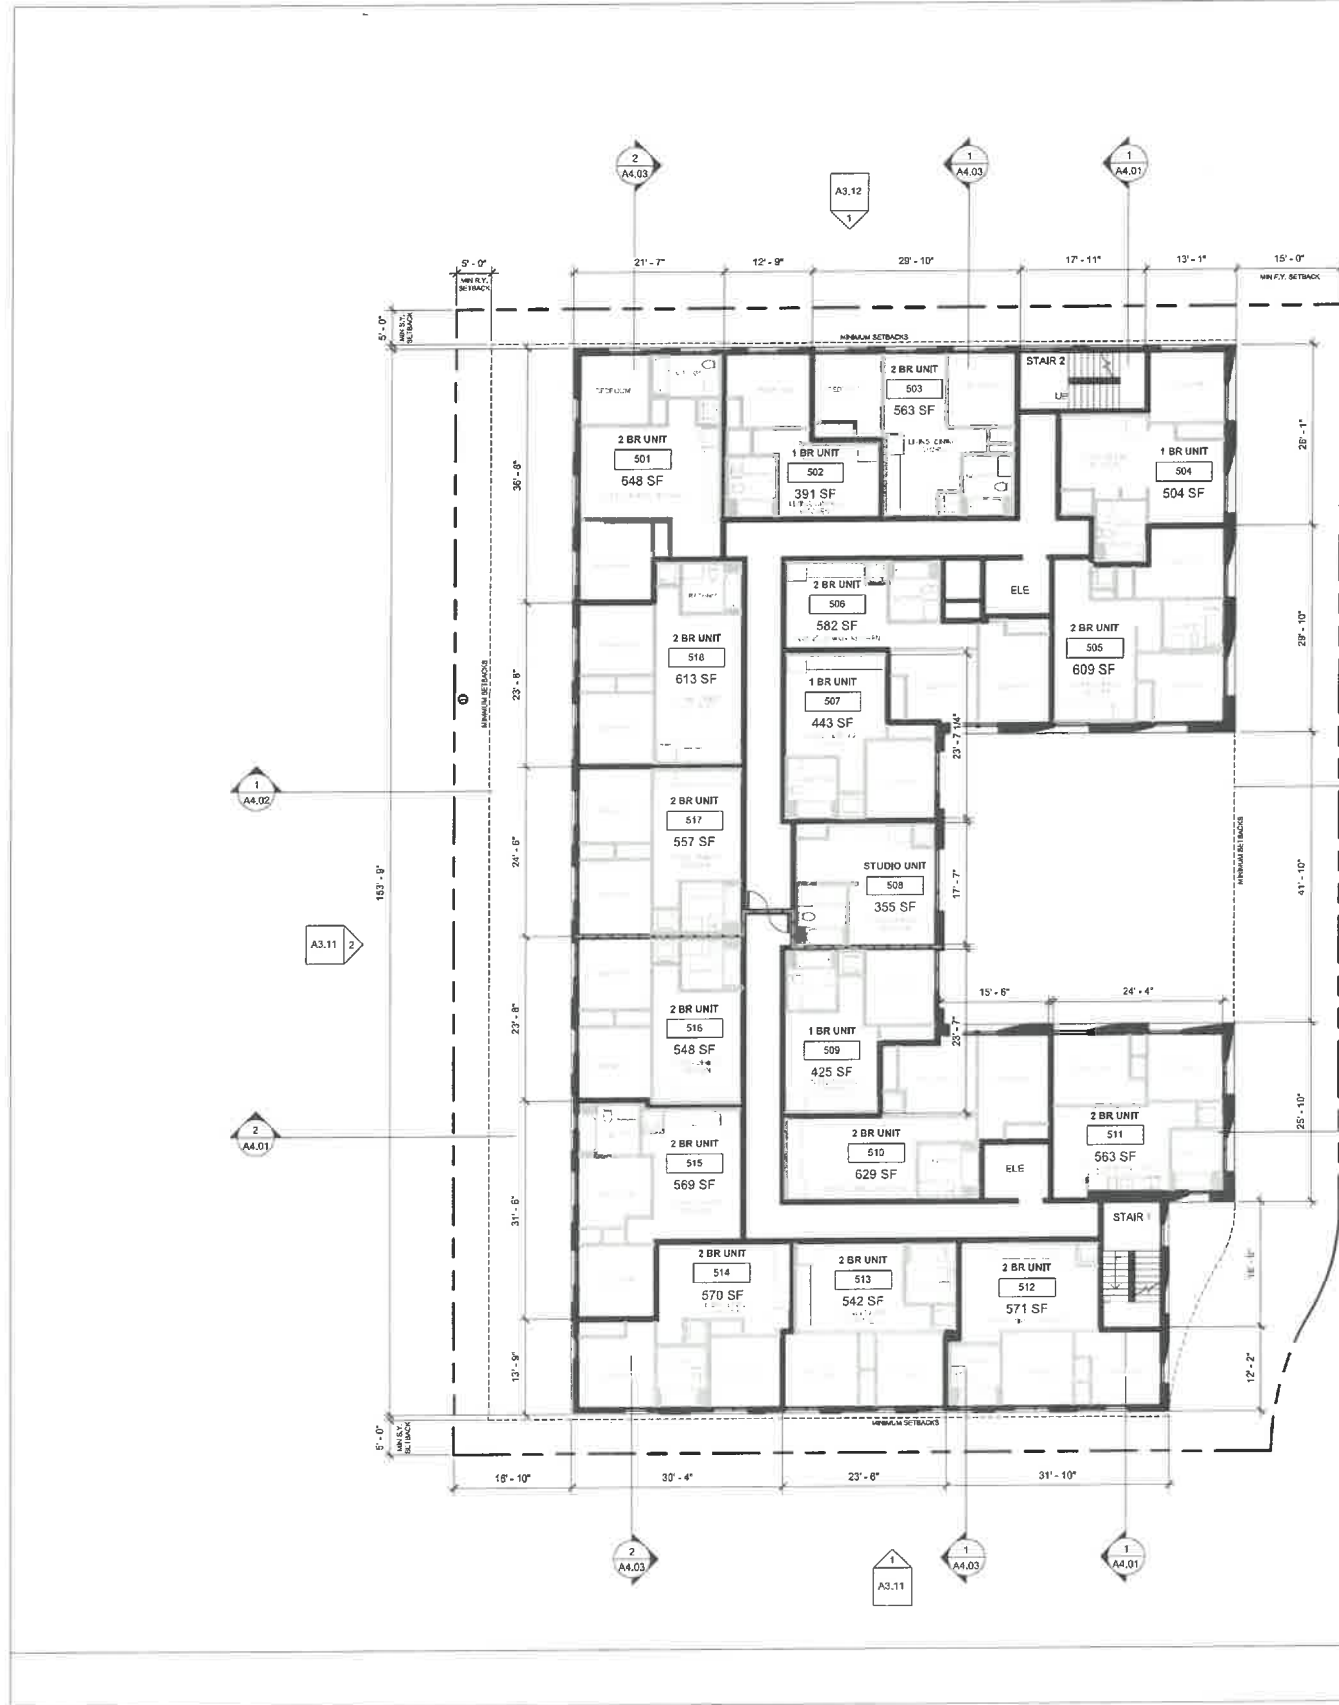 2
A4.03
1
A4.03
1
A4.01
A3.12
1
5' - 0"
21' - 7"
12' - 9"
29' - 10"
17' - 11"
13' - 1"
15' - 0"
MIN R.Y.
SETBACK
MIN F.Y. SETBACK
5' - 0"
MIN S.Y.
SETBACK
MINIMUM SETBACKS
STAIR 2
UP
2 BR UNIT
501
648 SF
1 BR UNIT
502
391 SF
2 BR UNIT
503
563 SF
1 BR UNIT
504
504 SF
26' - 1"
2 BR UNIT
505
609 SF
29' - 10"
ELE
2 BR UNIT
506
582 SF
1 BR UNIT
507
443 SF
23' - 7 1/4"
2 BR UNIT
518
613 SF
23' - 8"
MINIMUM SETBACKS
1
A4.02
2 BR UNIT
517
557 SF
24' - 6"
STUDIO UNIT
508
355 SF
17' - 7"
MINIMUM SETBACKS
41' - 10"
153' - 9"
A3.11
2
2 BR UNIT
516
548 SF
23' - 8"
1 BR UNIT
509
425 SF
23' - 7"
15' - 6"
24' - 4"
2
A4.01
2 BR UNIT
515
569 SF
31' - 6"
2 BR UNIT
510
629 SF
ELE
2 BR UNIT
511
563 SF
25' - 10"
STAIR 1
2 BR UNIT
514
570 SF
2 BR UNIT
513
542 SF
2 BR UNIT
512
571 SF
13' - 9"
12' - 2"
5' - 0"
MIN S.Y.
SETBACK
MINIMUM SETBACKS
16' - 10"
30' - 4"
23' - 6"
31' - 10"
2
A4.03
1
A3.11
1
A4.03
1
A4.01